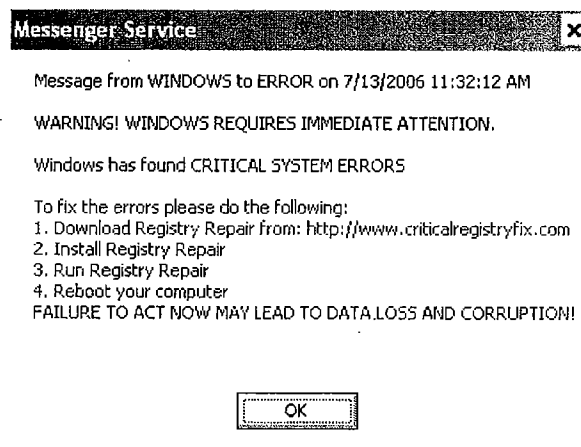 Messenger Service
Message from WINDOWS to ERROR on 7/13/2006 11:32:12 AM
WARNING! WINDOWS REQUIRES IMMEDIATE ATTENTION.
Windows has found CRITICAL SYSTEM ERRORS
To fix the errors please do the following:
1. Download Registry Repair from: http://www.criticalregistryfix.com
2. Install Registry Repair
3. Run Registry Repair
4. Reboot your computer
FAILURE TO ACT NOW MAY LEAD TO DATA LOSS AND CORRUPTION!
OK